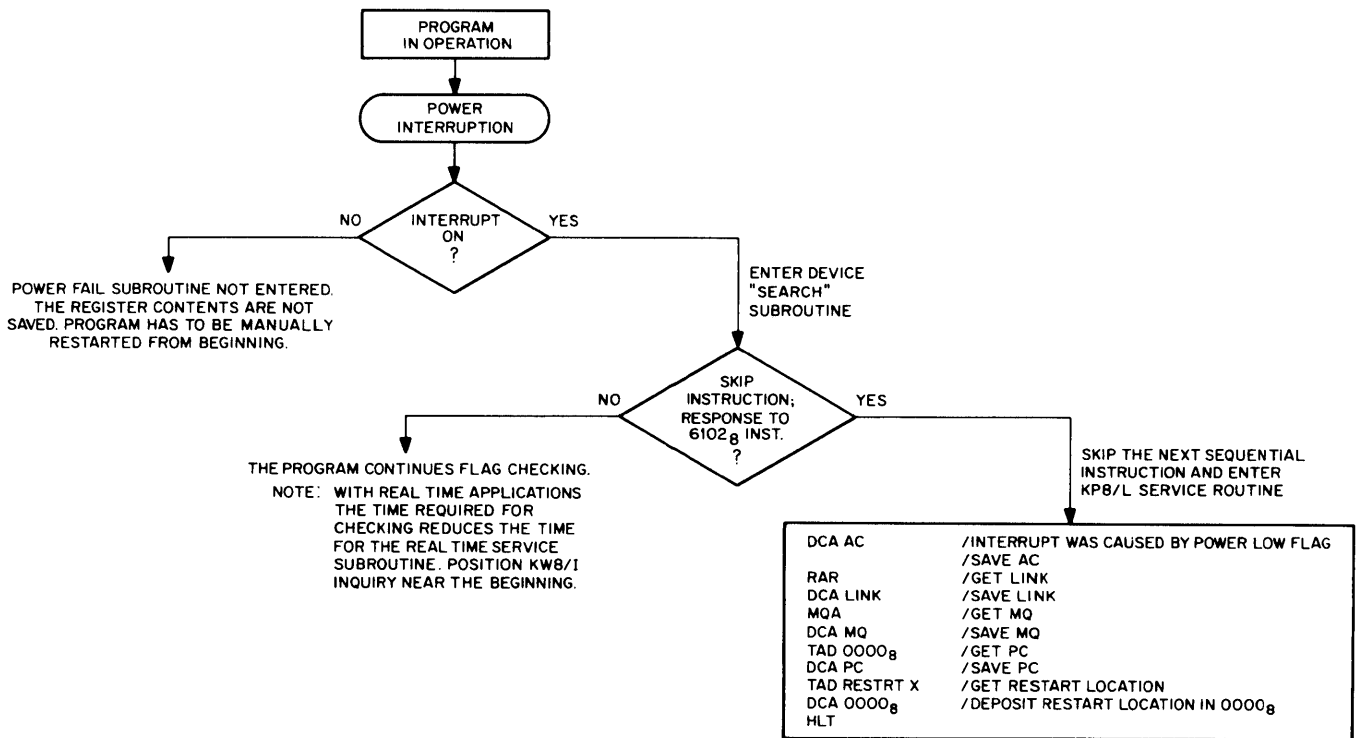 PROGRAM
IN OPERATION
POWER
INTERRUPTION
INTERRUPT
ON
?
NO
YES
POWER FAIL SUBROUTINE NOT ENTERED.
THE REGISTER CONTENTS ARE NOT
SAVED. PROGRAM HAS TO BE MANUALLY
RESTARTED FROM BEGINNING.
ENTER DEVICE
"SEARCH"
SUBROUTINE
SKIP
INSTRUCTION;
RESPONSE TO
6102₈ INST.
?
NO
YES
THE PROGRAM CONTINUES FLAG CHECKING.
NOTE: WITH REAL TIME APPLICATIONS
THE TIME REQUIRED FOR
CHECKING REDUCES THE TIME
FOR THE REAL TIME SERVICE
SUBROUTINE. POSITION KW8/I
INQUIRY NEAR THE BEGINNING.
SKIP THE NEXT SEQUENTIAL
INSTRUCTION AND ENTER
KP8/L SERVICE ROUTINE
DCA AC /INTERRUPT WAS CAUSED BY POWER LOW FLAG
/SAVE AC
RAR /GET LINK
DCA LINK /SAVE LINK
MQA /GET MQ
DCA MQ /SAVE MQ
TAD 0000₈ /GET PC
DCA PC /SAVE PC
TAD RESTRT X /GET RESTART LOCATION
DCA 0000₈ /DEPOSIT RESTART LOCATION IN 0000₈
HLT